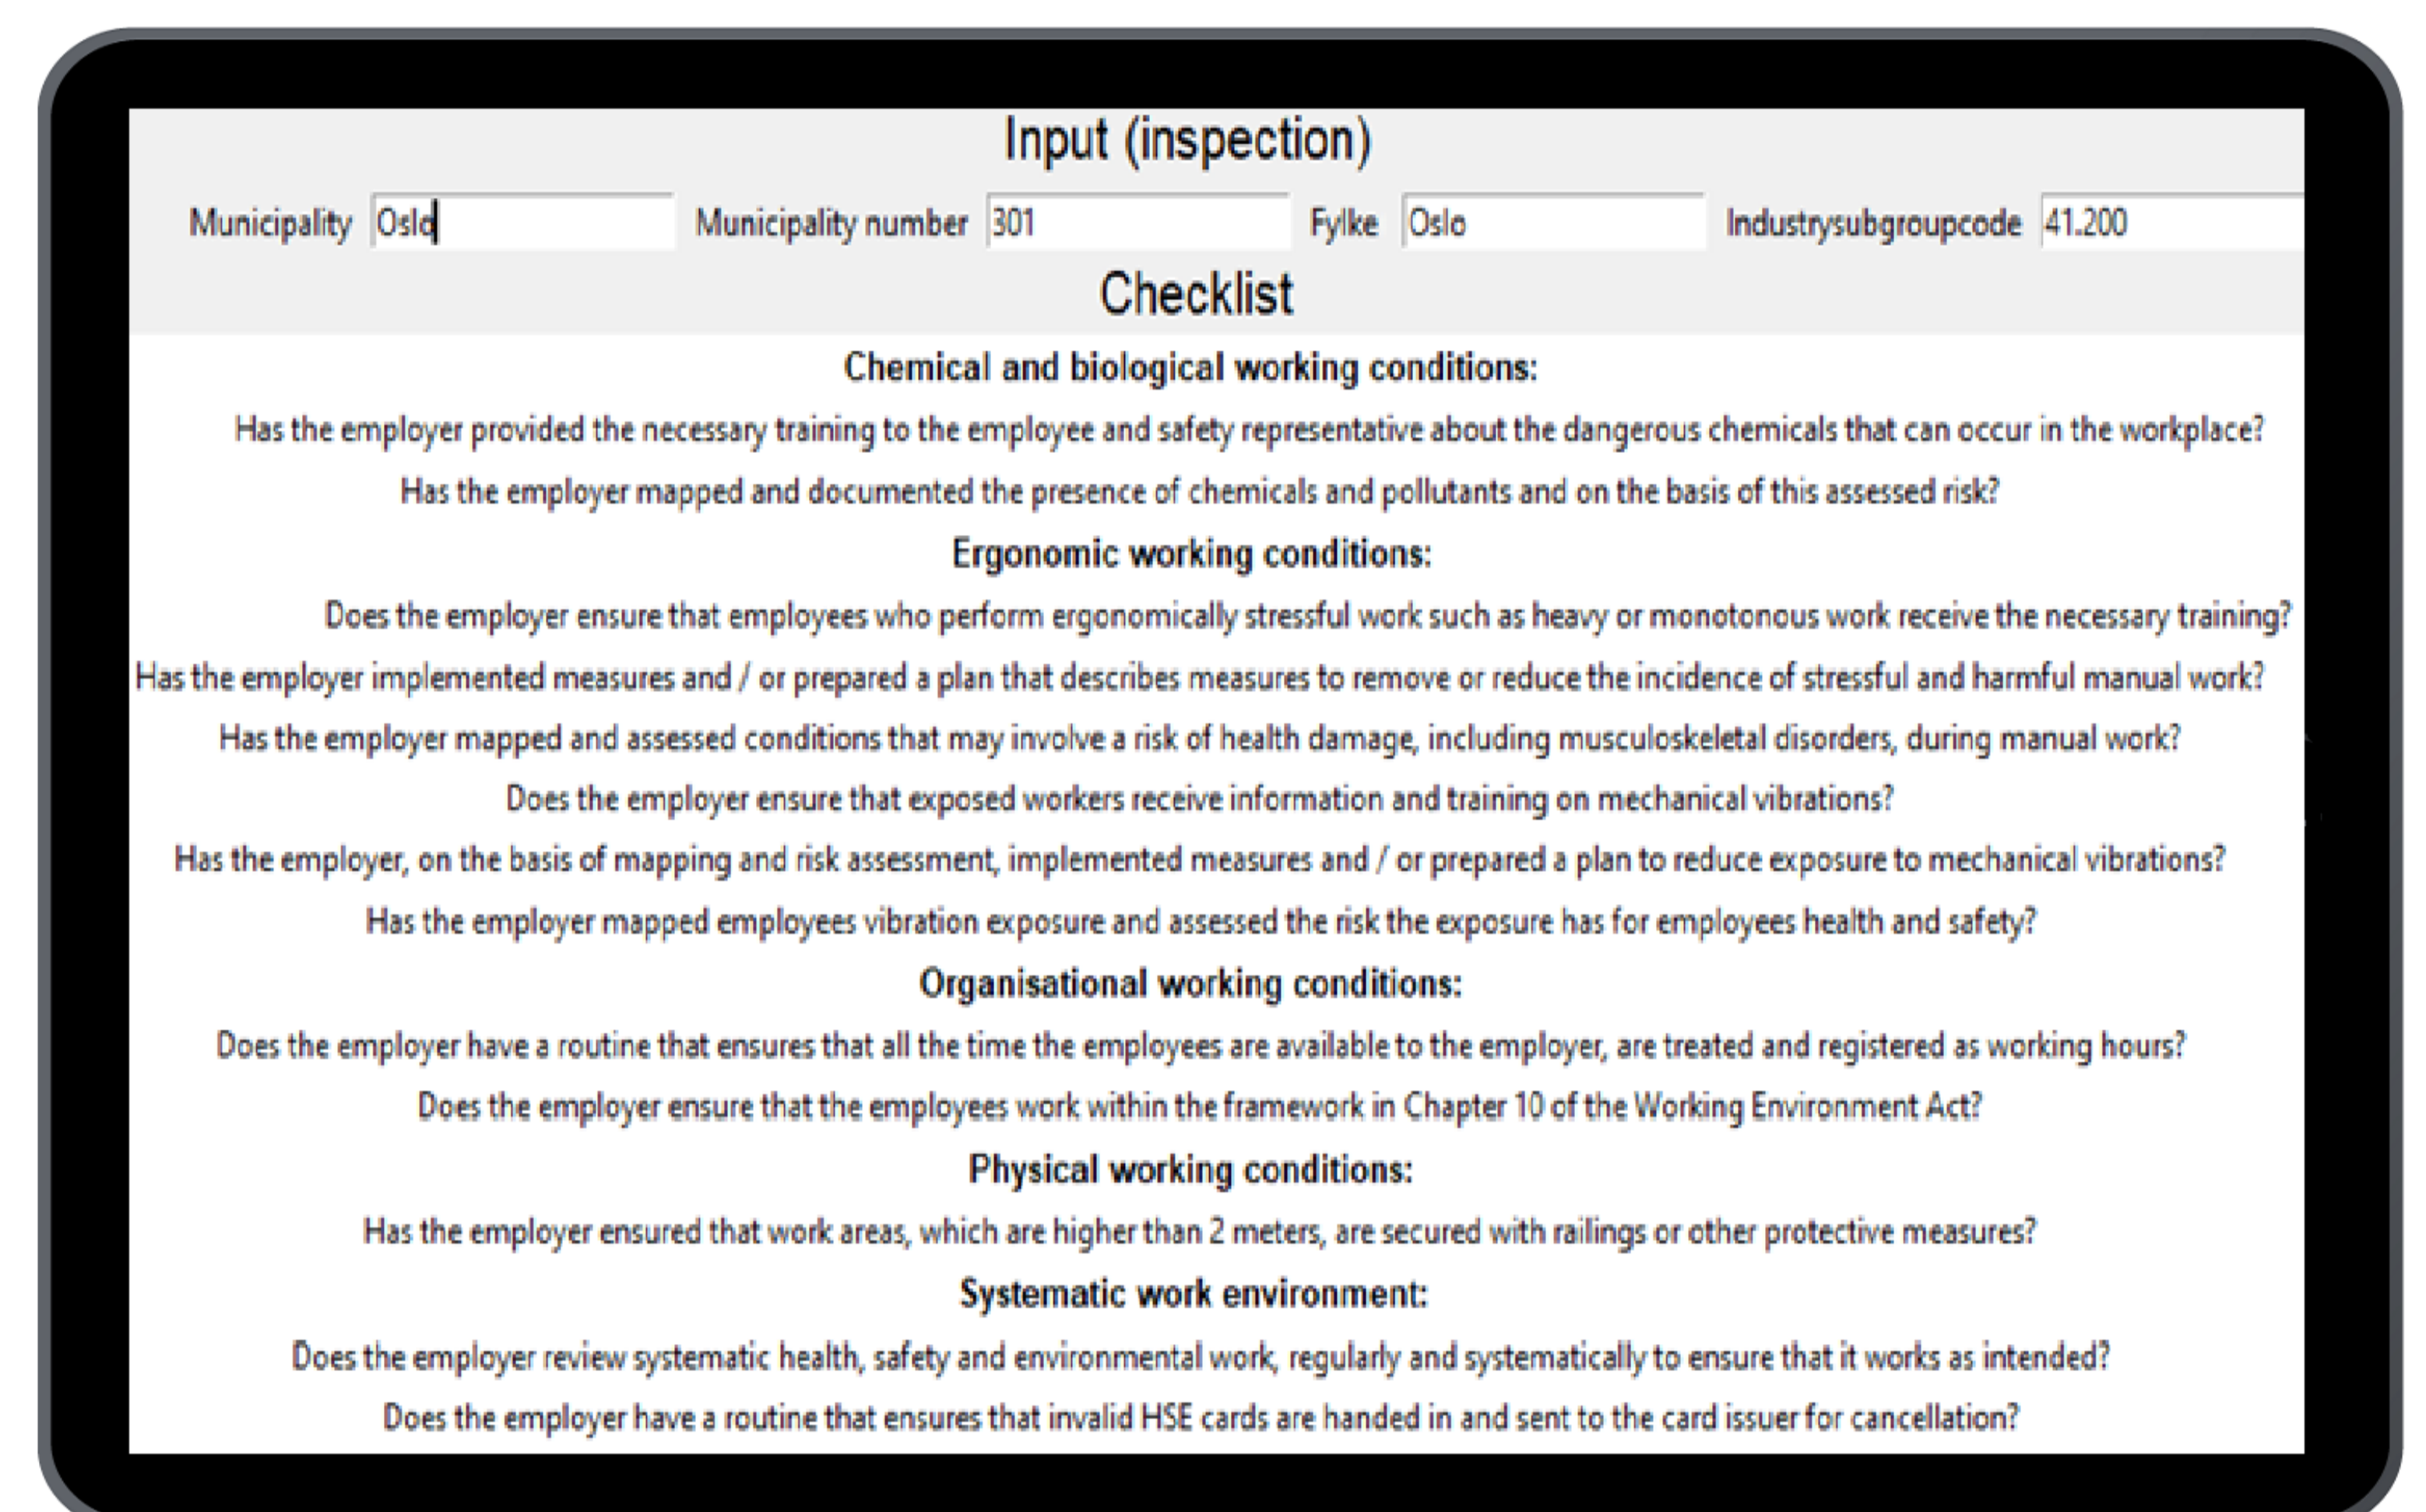 Input (inspection)
Municipality Oslo Municipality number 301 Fylke Oslo Industrysubgroupcode 41.200
Checklist
Chemical and biological working conditions:
Has the employer provided the necessary training to the employee and safety representative about the dangerous chemicals that can occur in the workplace?
Has the employer mapped and documented the presence of chemicals and pollutants and on the basis of this assessed risk?
Ergonomic working conditions:
Does the employer ensure that employees who perform ergonomically stressful work such as heavy or monotonous work receive the necessary training?
Has the employer implemented measures and / or prepared a plan that describes measures to remove or reduce the incidence of stressful and harmful manual work?
Has the employer mapped and assessed conditions that may involve a risk of health damage, including musculoskeletal disorders, during manual work?
Does the employer ensure that exposed workers receive information and training on mechanical vibrations?
Has the employer, on the basis of mapping and risk assessment, implemented measures and / or prepared a plan to reduce exposure to mechanical vibrations?
Has the employer mapped employees vibration exposure and assessed the risk the exposure has for employees health and safety?
Organisational working conditions:
Does the employer have a routine that ensures that all the time the employees are available to the employer, are treated and registered as working hours?
Does the employer ensure that the employees work within the framework in Chapter 10 of the Working Environment Act?
Physical working conditions:
Has the employer ensured that work areas, which are higher than 2 meters, are secured with railings or other protective measures?
Systematic work environment:
Does the employer review systematic health, safety and environmental work, regularly and systematically to ensure that it works as intended?
Does the employer have a routine that ensures that invalid HSE cards are handed in and sent to the card issuer for cancellation?